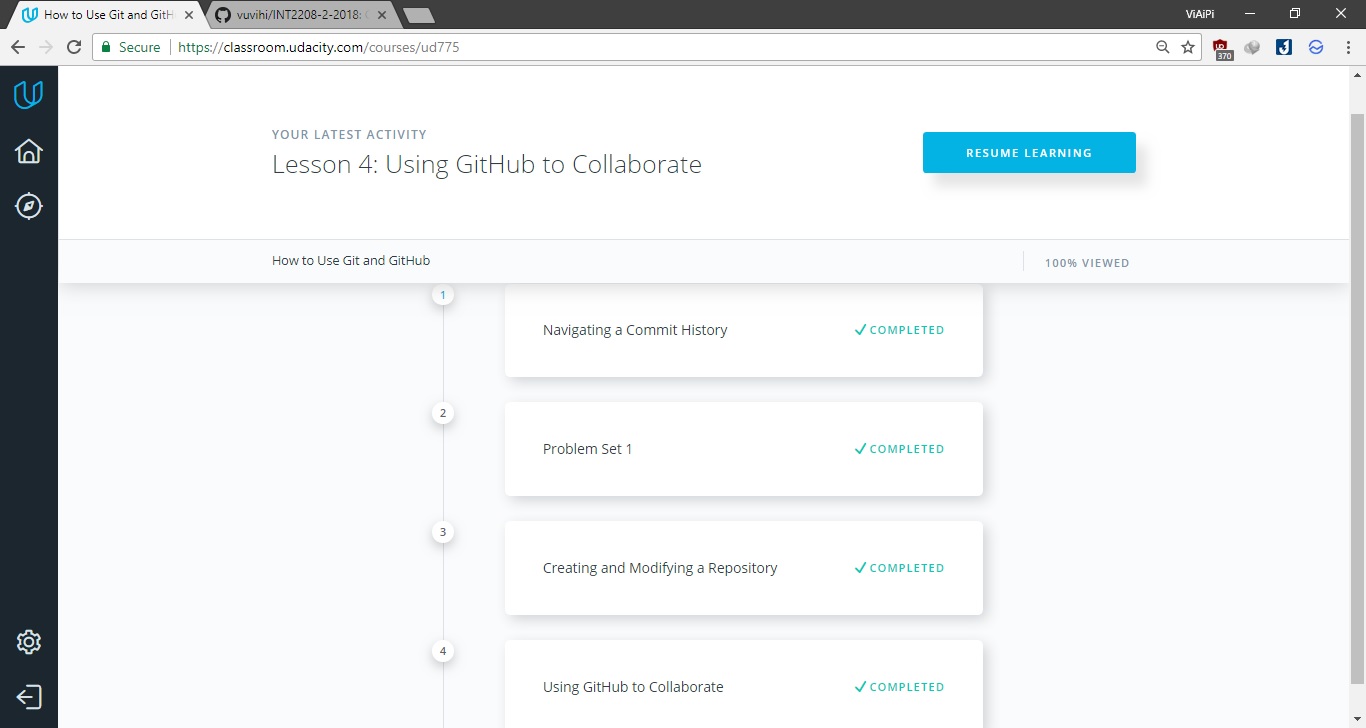 How to Use Git and GitH
vuvihi/INT2208-2-2018:
ViAiPi
Secure
https://classroom.udacity.com/courses/ud775
370
YOUR LATEST ACTIVITY
Lesson 4: Using GitHub to Collaborate
RESUME LEARNING
How to Use Git and GitHub
100% VIEWED
1
Navigating a Commit History
COMPLETED
2
Problem Set 1
COMPLETED
3
Creating and Modifying a Repository
COMPLETED
4
Using GitHub to Collaborate
COMPLETED